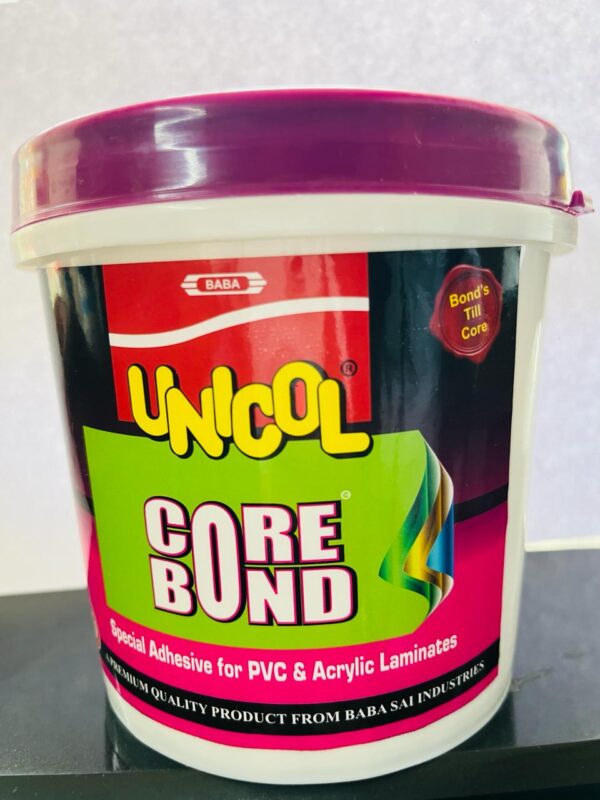 BABA
Bond's
Till
Core
UNICOL®
CORE
BOND
Special Adhesive for PVC & Acrylic Laminates
A PREMIUM QUALITY PRODUCT FROM BABA SAI INDUSTRIES